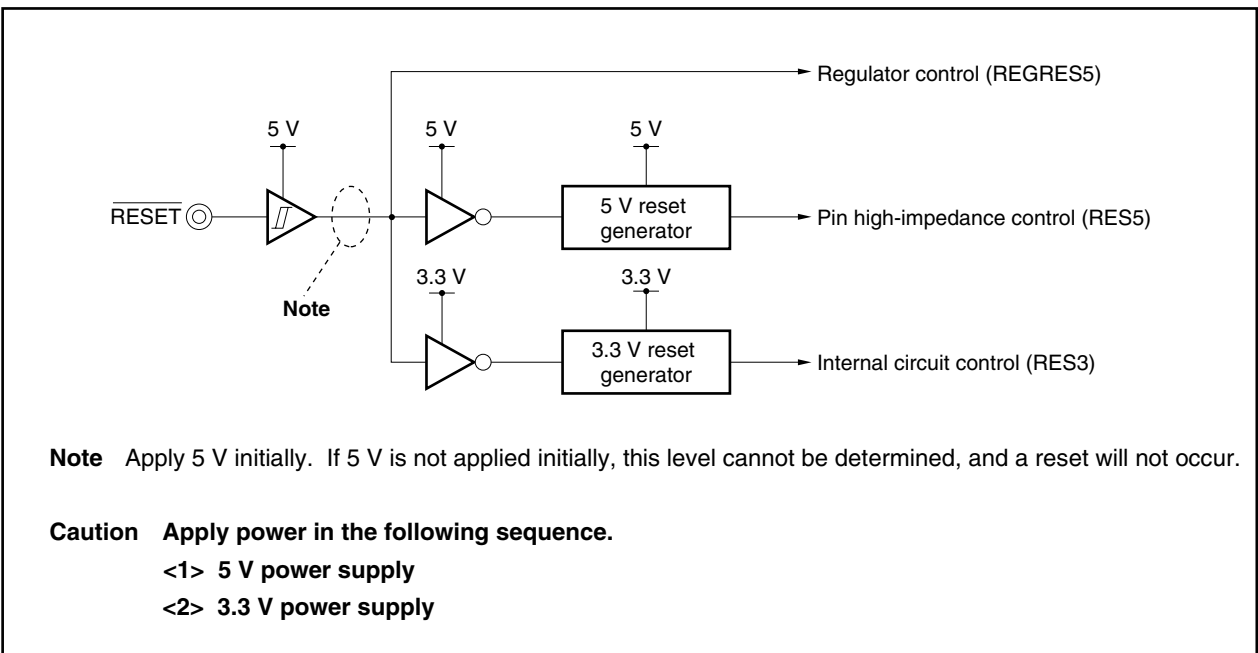 Regulator control (REGRES5)
5 V
5 V
5 V
RESET
5 V reset
generator
Pin high-impedance control (RES5)
Note
3.3 V
3.3 V
3.3 V reset
generator
Internal circuit control (RES3)
Note Apply 5 V initially. If 5 V is not applied initially, this level cannot be determined, and a reset will not occur.
Caution Apply power in the following sequence.
<1> 5 V power supply
<2> 3.3 V power supply